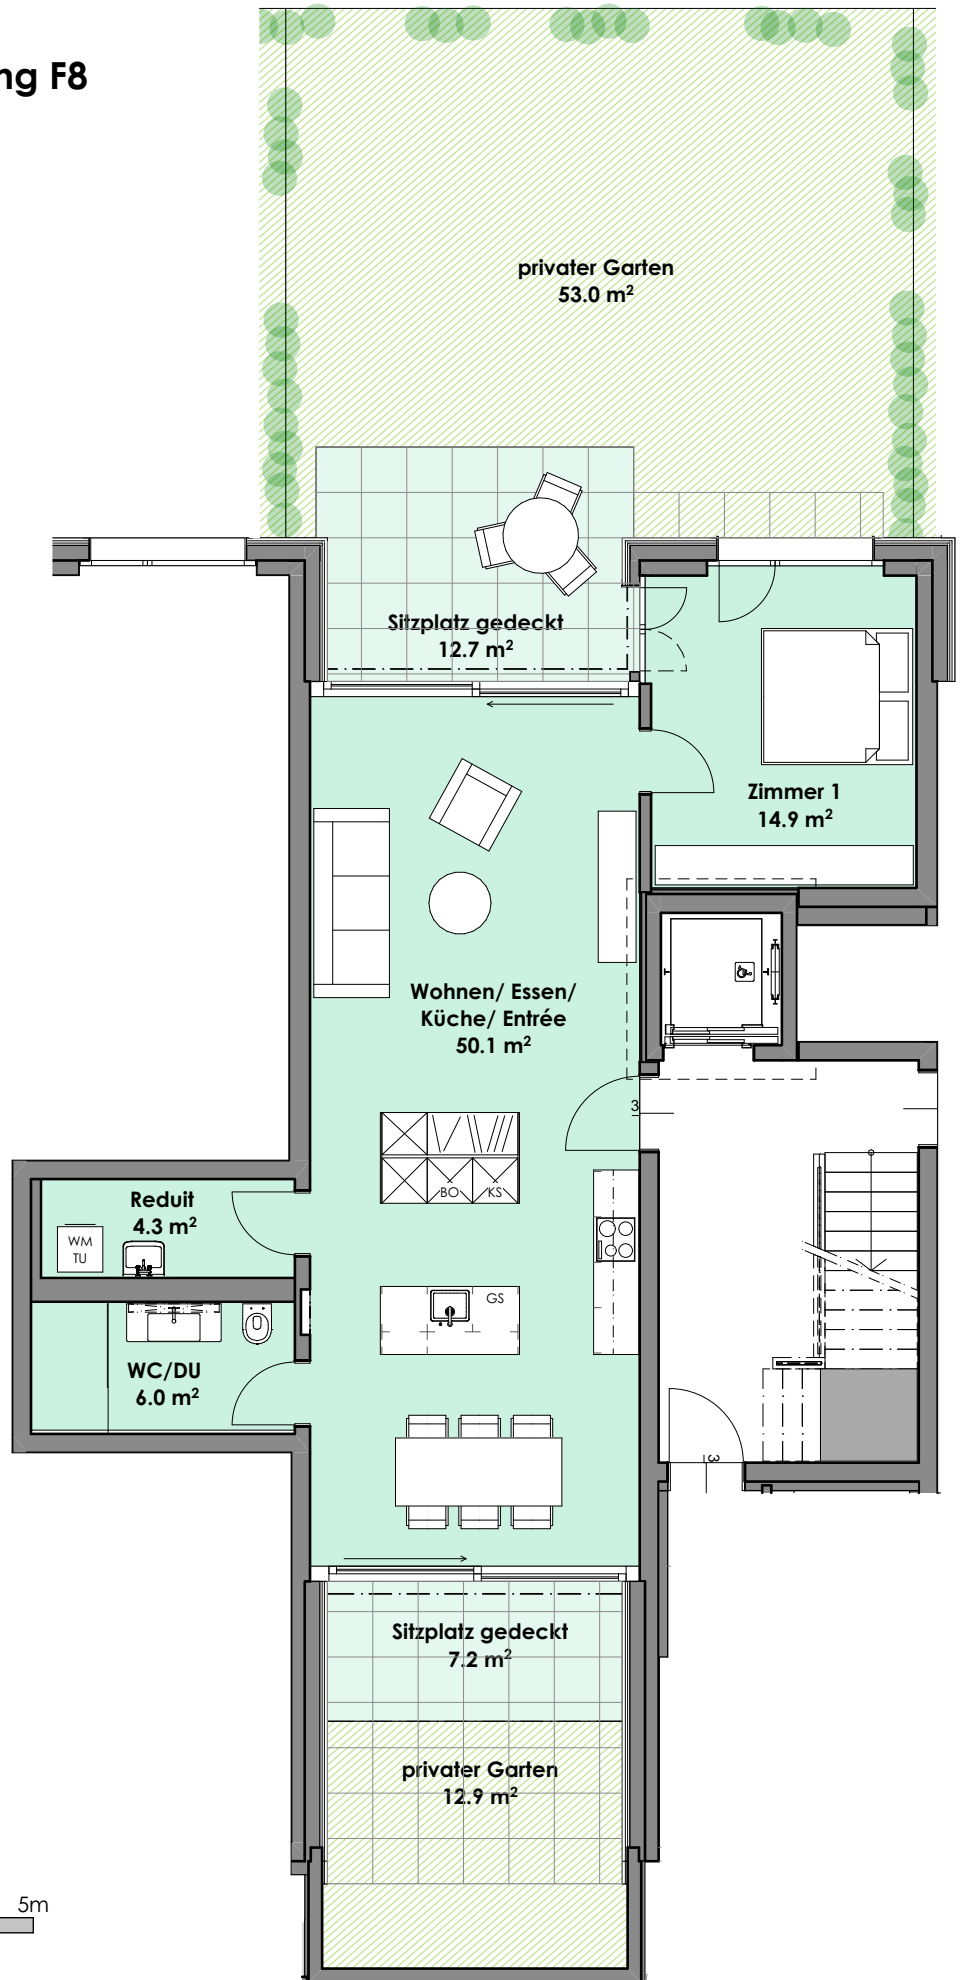 ng F8
privater Garten
53.0 m²
Sitzplatz gedeckt
12.7 m²
Zimmer 1
14.9 m²
Wohnen/ Essen/
Küche/ Entrée
50.1 m²
3
BO
KS
Reduit
4.3 m²
WM
TU
GS
WC/DU
6.0 m²
3
Sitzplatz gedeckt
7.2 m²
privater Garten
12.9 m²
5m